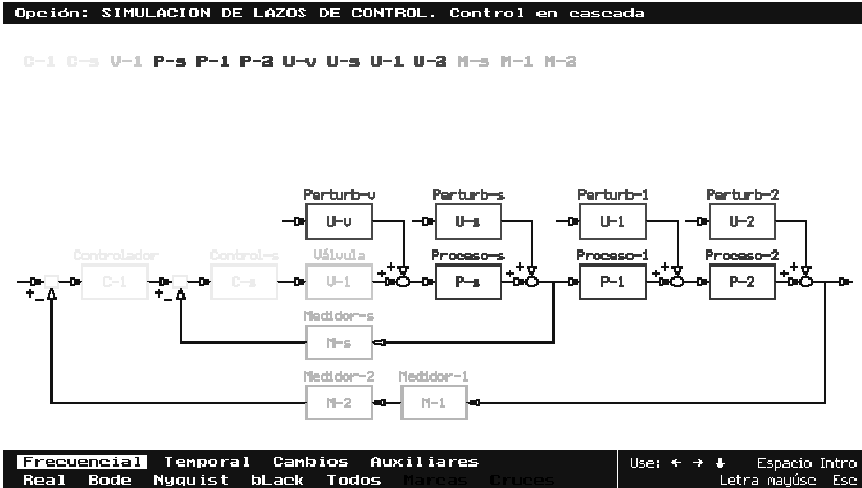 Opción: SIMULACION DE LAZOS DE CONTROL. Control en cascada
C-1 C-s V-1 P-s P-1 P-2 U-v U-s U-1 U-2 M-s M-1 M-2
Perturb-v Perturb-s Perturb-1 Perturb-2
U-v U-s U-1 U-2
Controlador Control-s Válvula Proceso-s Proceso-1 Proceso-2
C-1 C-s V-1 P-s P-1 P-2
Medidor-s
M-s
Medidor-2 Medidor-1
M-2 M-1
Frecuencial Temporal Cambios Auxiliares Use: ← → ↓ Espacio Intro
Real Bode Nyquist bLack Todos Marcas Cruces Letra mayúsc Esc